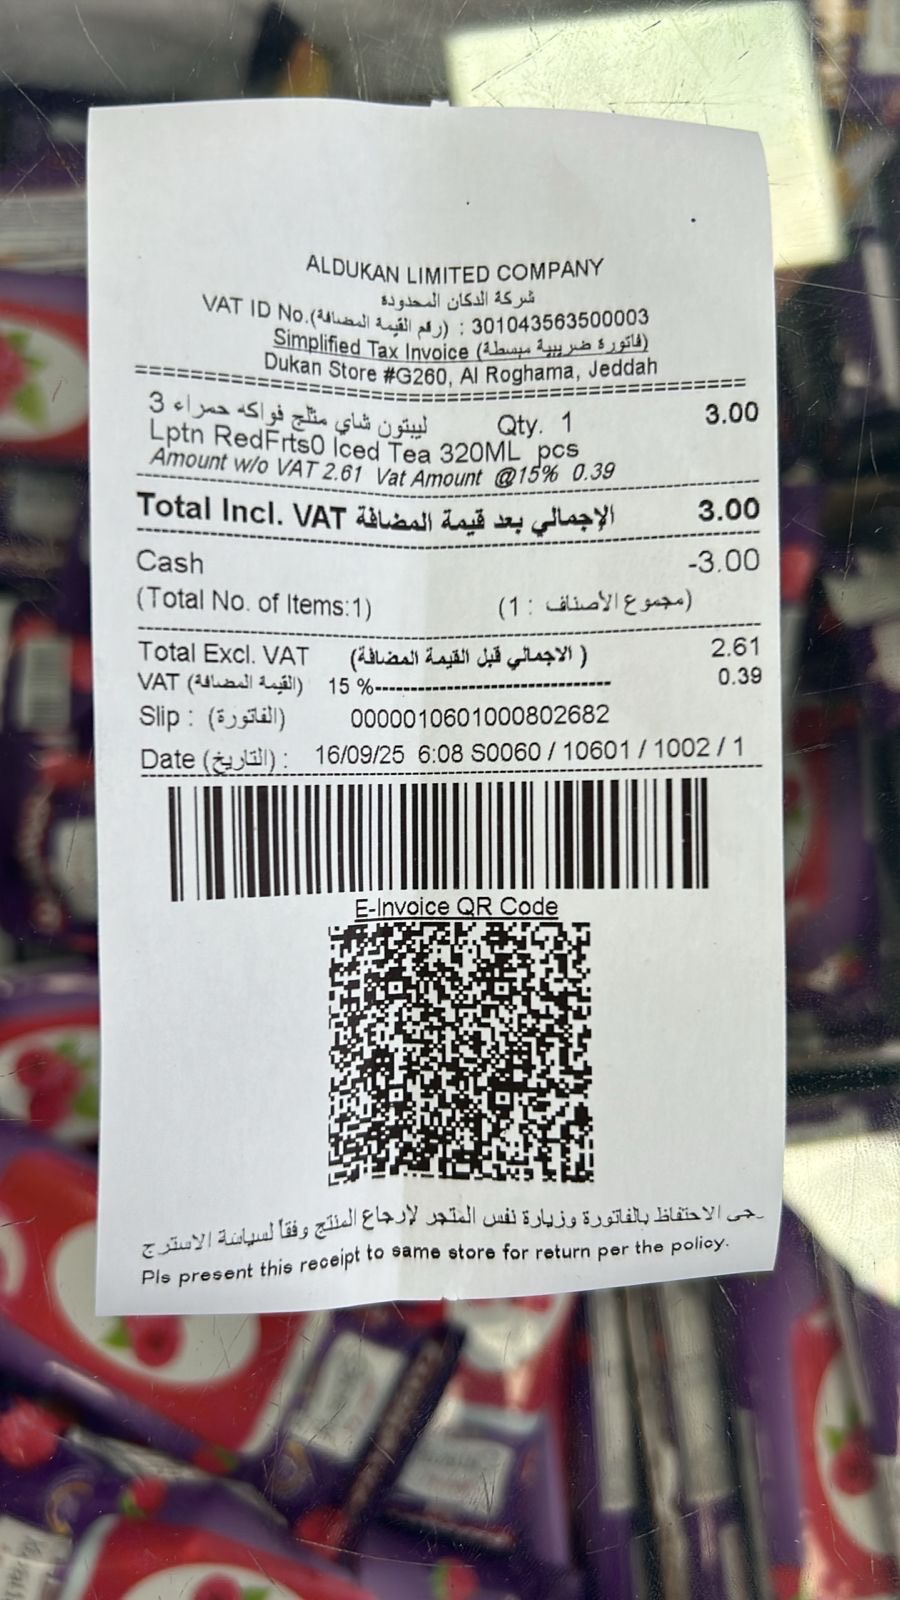 ALDUKAN LIMITED COMPANY
شركة الدكان المحدودة
VAT ID No.(رقم القيمة المضافة) : 301043563500003
Simplified Tax Invoice (فاتورة ضريبية مبسطة)
Dukan Store #G260, Al Roghama, Jeddah
ليبتون شاي مثلج فواكه حمراء 3 Qty. 1 3.00
Lptn RedFrts0 Iced Tea 320ML pcs
Amount w/o VAT 2.61 Vat Amount @15% 0.39
Total Incl. VAT الإجمالي بعد قيمة المضافة 3.00
Cash -3.00
(Total No. of Items:1) (مجموع الأصناف : 1)
Total Excl. VAT (الاجمالي قبل القيمة المضافة ) 2.61
VAT (القيمة المضافة) 15 %------------------------------ 0.39
Slip : (الفاتورة) 0000010601000802682
Date (التاريخ) : 16/09/25 6:08 S0060 / 10601 / 1002 / 1
E-Invoice QR Code
جى الاحتفاظ بالفاتورة وزيارة نفس المتجر لإرجاع المنتج وفقاً لسياسة الاسترج
Pls present this receipt to same store for return per the policy.